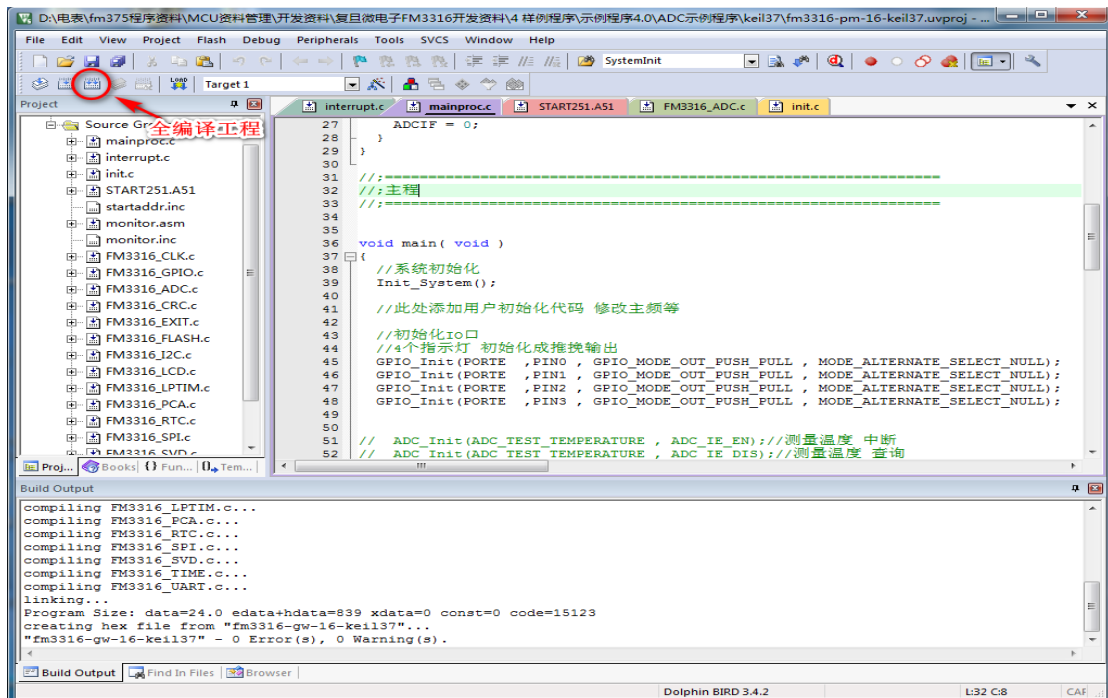 D:\电表\fm375程序资料\MCU资料管理\开发资料\复旦微电子FM3316开发资料\4 样例程序\示例程序4.0\ADC示例程序\keil37\fm3316-pm-16-keil37.uvproj - ...
File Edit View Project Flash Debug Peripherals Tools SVCS Window Help
SystemInit
LOAD Target 1
Project
interrupt.c mainproc.c START251.A51 FM3316_ADC.c init.c
全编译工程
mainproc.c
interrupt.c
init.c
START251.A51
startaddr.inc
monitor.asm
monitor.inc
FM3316_CLK.c
FM3316_GPIO.c
FM3316_ADC.c
FM3316_CRC.c
FM3316_EXIT.c
FM3316_FLASH.c
FM3316_I2C.c
FM3316_LCD.c
FM3316_LPTIM.c
FM3316_PCA.c
FM3316_RTC.c
FM3316_SPI.c
FM3316_SVD.c
Proj... Books {} Fun... 0 Tem...
27 ADCIF = 0;
28 }
29 }
30
31 //;===============================================================
32 //;主程
33 //;===============================================================
34
35
36 void main( void )
37 {
38 //系统初始化
39 Init_System();
40
41 //此处添加用户初始化代码 修改主频等
42
43 //初始化IO口
44 //4个指示灯 初始化成推挽输出
45 GPIO_Init(PORTE ,PIN0 , GPIO_MODE_OUT_PUSH_PULL , MODE_ALTERNATE_SELECT_NULL);
46 GPIO_Init(PORTE ,PIN1 , GPIO_MODE_OUT_PUSH_PULL , MODE_ALTERNATE_SELECT_NULL);
47 GPIO_Init(PORTE ,PIN2 , GPIO_MODE_OUT_PUSH_PULL , MODE_ALTERNATE_SELECT_NULL);
48 GPIO_Init(PORTE ,PIN3 , GPIO_MODE_OUT_PUSH_PULL , MODE_ALTERNATE_SELECT_NULL);
49
50
51 // ADC_Init(ADC_TEST_TEMPERATURE , ADC_IE_EN);//测量温度 中断
52 // ADC_Init(ADC_TEST_TEMPERATURE , ADC_IE_DIS);//测量温度 查询
Build Output
compiling FM3316_LPTIM.c...
compiling FM3316_PCA.c...
compiling FM3316_RTC.c...
compiling FM3316_SPI.c...
compiling FM3316_SVD.c...
compiling FM3316_TIME.c...
compiling FM3316_UART.c...
linking...
Program Size: data=24.0 edata+hdata=839 xdata=0 const=0 code=15123
creating hex file from "fm3316-gw-16-keil37"...
"fm3316-gw-16-keil37" - 0 Error(s), 0 Warning(s).
Build Output Find In Files Browser
Dolphin BIRD 3.4.2 L:32 C:8